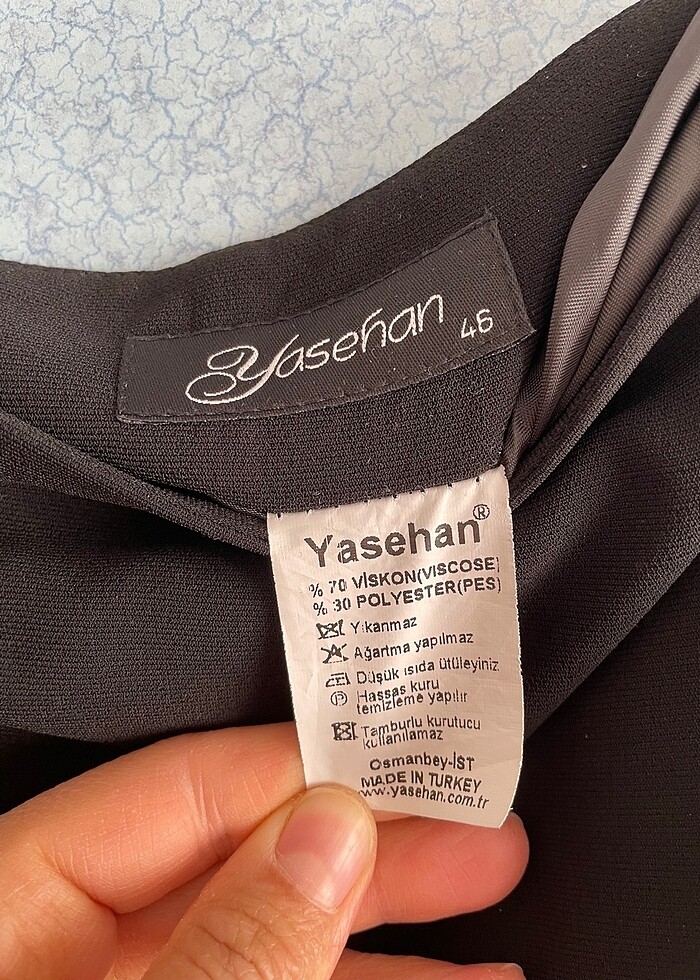 Yasehan 46
Yasehan®
% 70 VİSKON(VISCOSE)
% 30 POLYESTER(PES)
Yıkanmaz
Ağartma yapılmaz
Düşük ısıda ütüleyiniz
P Hassas kuru
temizleme yapılır
Tamburlu kurutucu
kullanılamaz
Osmanbey-İST
MADE IN TURKEY
www.yasehan.com.tr